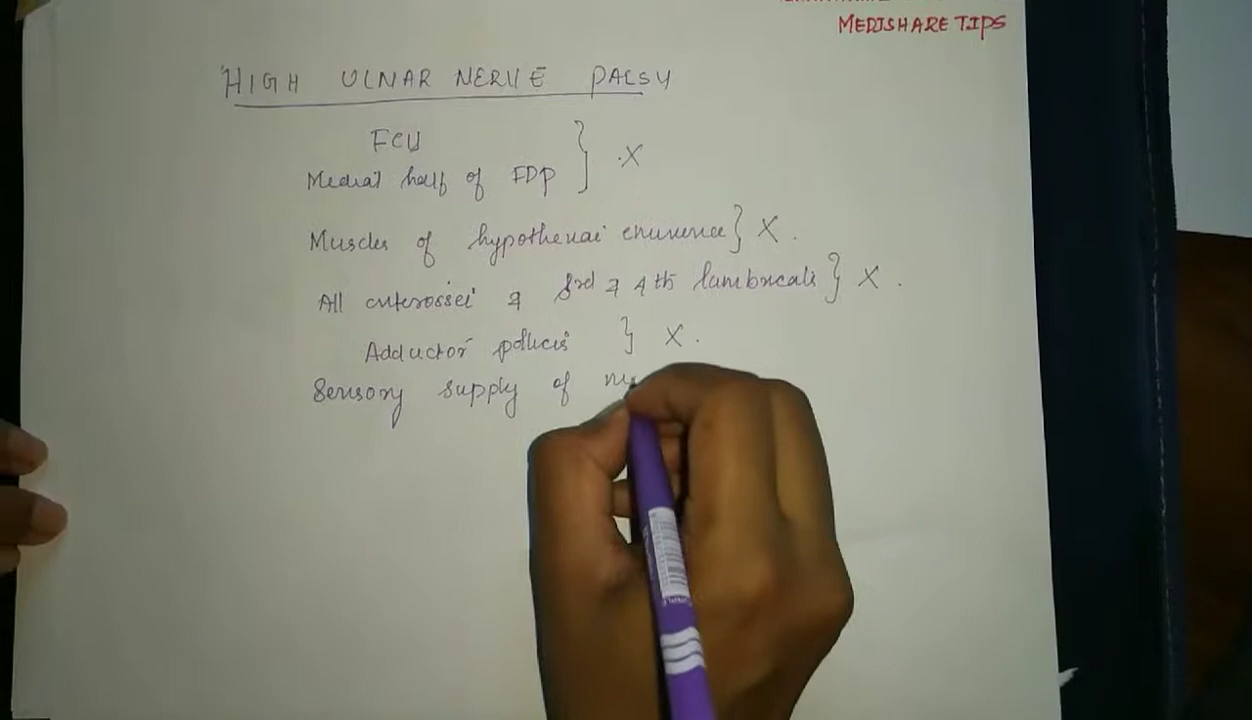 MEDISHARE TIPS
HIGH ULNAR NERVE PALSY
FCU
Medial half of FDP } X
Muscles of hypothenar eminence } X.
All interossei & 3rd & 4th lumbricals } X.
Adductor pollicis } X.
Sensory supply of